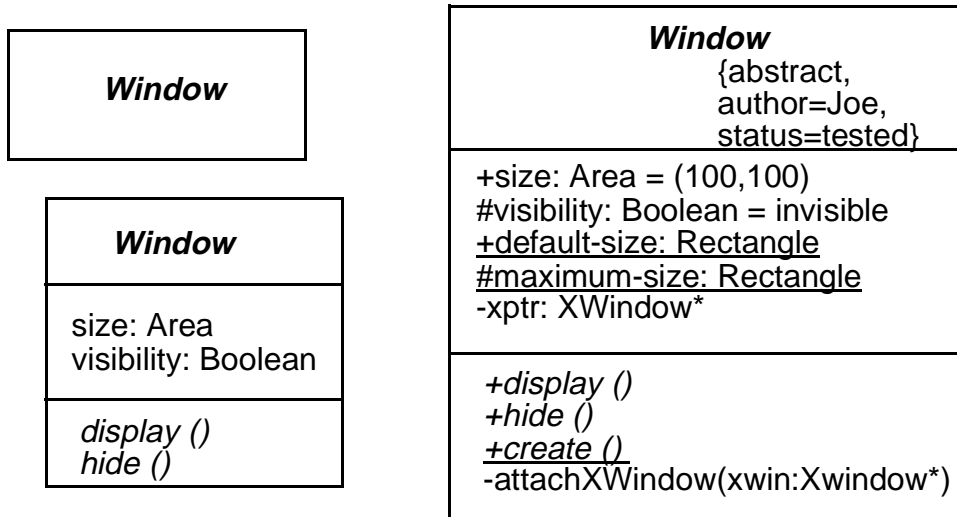 Window
Window
size: Area
visibility: Boolean
display ()
hide ()
Window
{abstract,
author=Joe,
status=tested}
+size: Area = (100,100)
#visibility: Boolean = invisible
+default-size: Rectangle
#maximum-size: Rectangle
-xptr: XWindow*
+display ()
+hide ()
+create ()
-attachXWindow(xwin:Xwindow*)